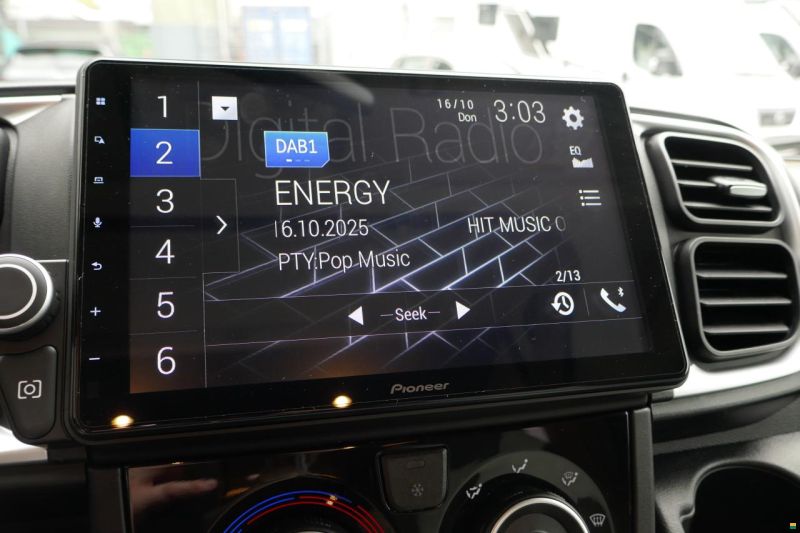 Digital Radio
16/10
Don
3:03
1
2
3
4
5
6
DAB1
EQ
ENERGY
16.10.2025
HIT MUSIC O
PTY:Pop Music
2/13
Seek
Pioneer